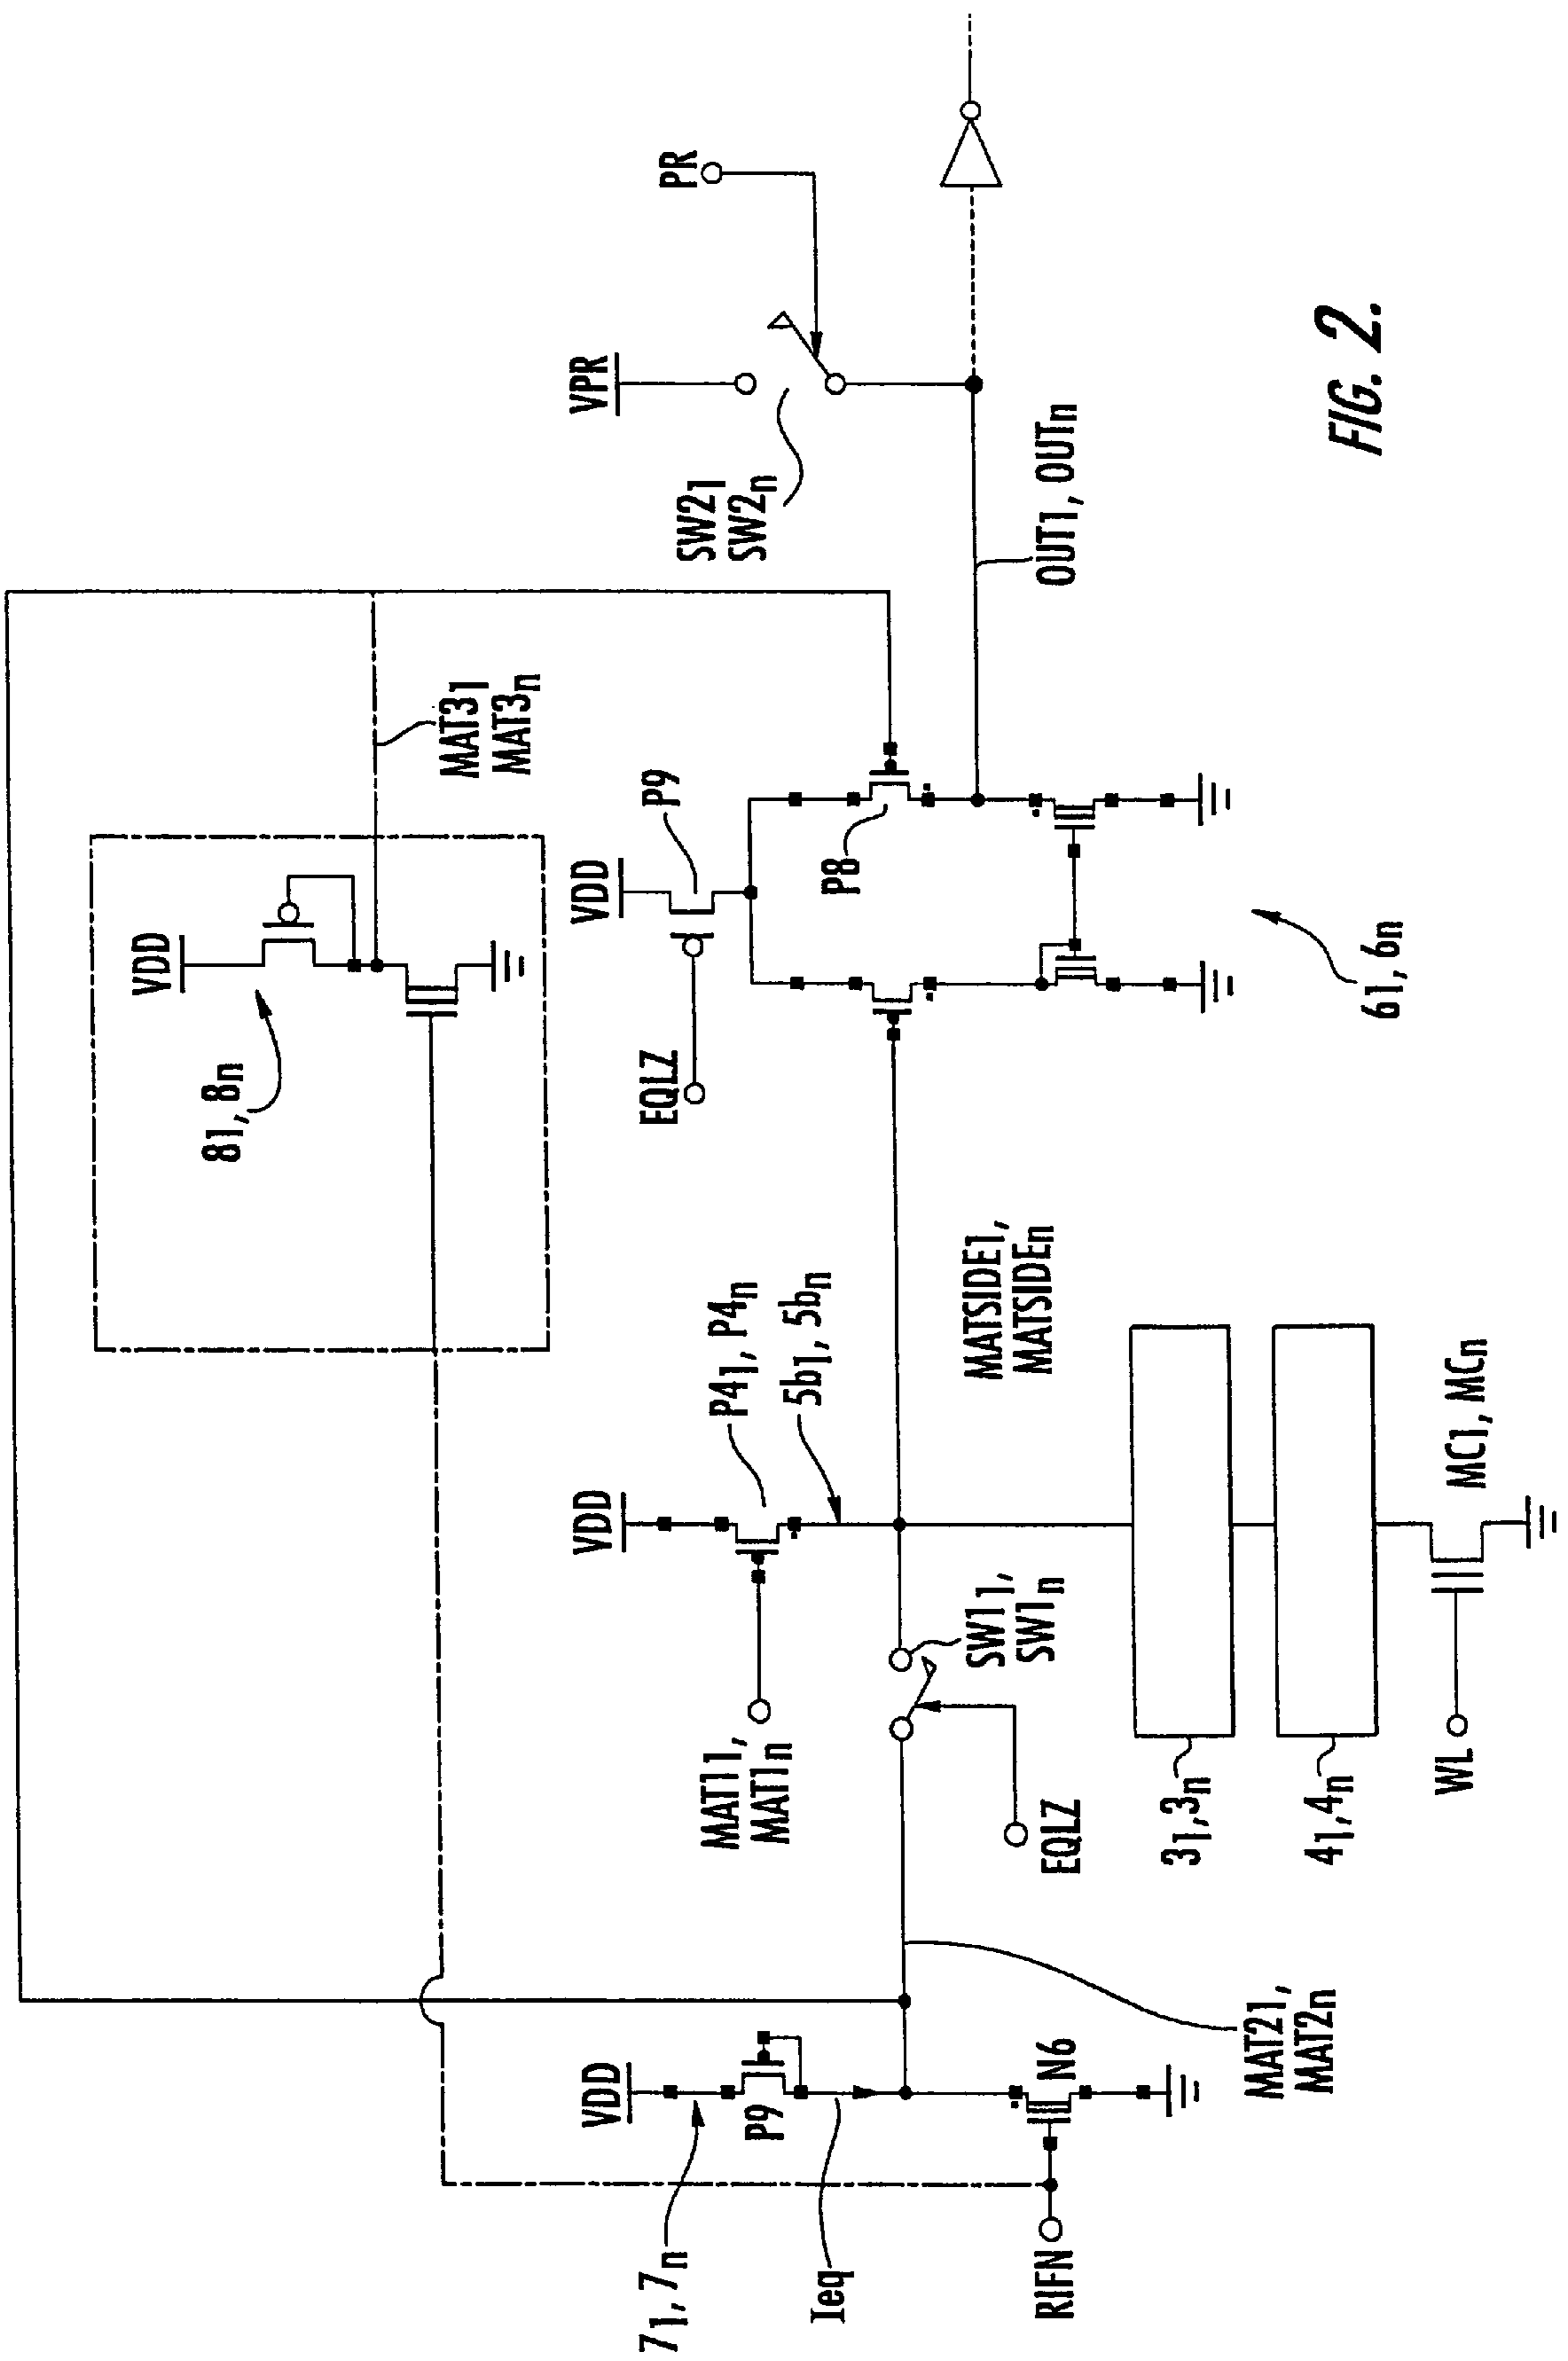 VDD
8₁, 8ₙ
MAT3₁
MAT3ₙ
VPR
PR
SW2₁
SW2ₙ
VDD
P9
EQLZ
P8
OUT₁, OUTₙ
6₁, 6ₙ
VDD
P4₁, P4ₙ
5b₁, 5bₙ
MAT1₁,
MAT1ₙ
MATSIDE₁,
MATSIDEₙ
SW1₁,
SW1ₙ
EQLZ
3₁,3ₙ
4₁,4ₙ
WL
MC₁, MCₙ
VDD
7₁, 7ₙ
P9
Ieq
N6
RIFN
MAT2₁,
MAT2ₙ
FIG. 2.